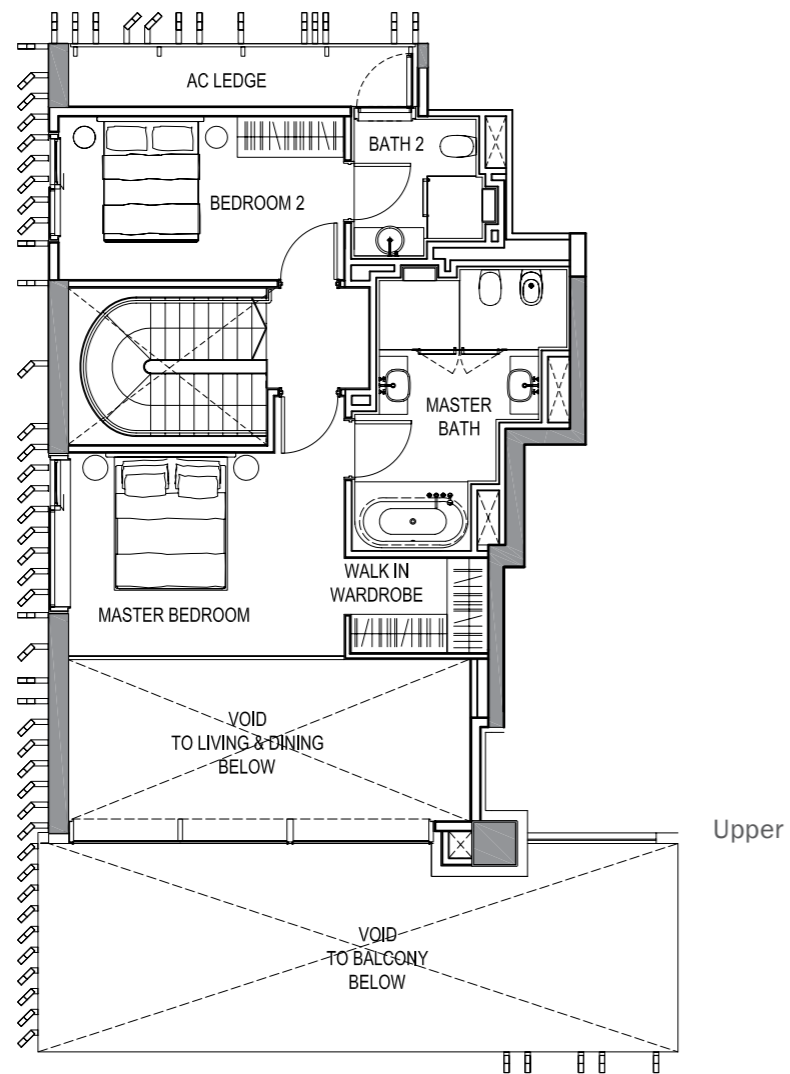 AC LEDGE
BATH 2
BEDROOM 2
MASTER
BATH
WALK IN
WARDROBE
MASTER BEDROOM
VOID
TO LIVING & DINING
BELOW
Upper
VOID
TO BALCONY
BELOW